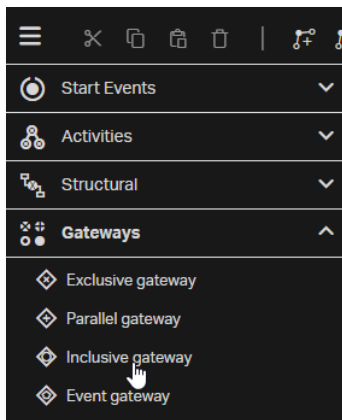 Start Events
Activities
Structural
Gateways
Exclusive gateway
Parallel gateway
Inclusive gateway
Event gateway